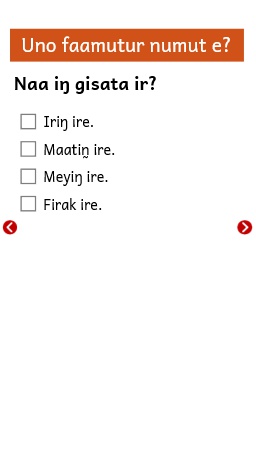 Uno faamutur numut e?
Naa iŋ gisata ir?
Iriŋ ire.
Maatiŋ̃ ire.
Meyiŋ ire.
Firak ire.